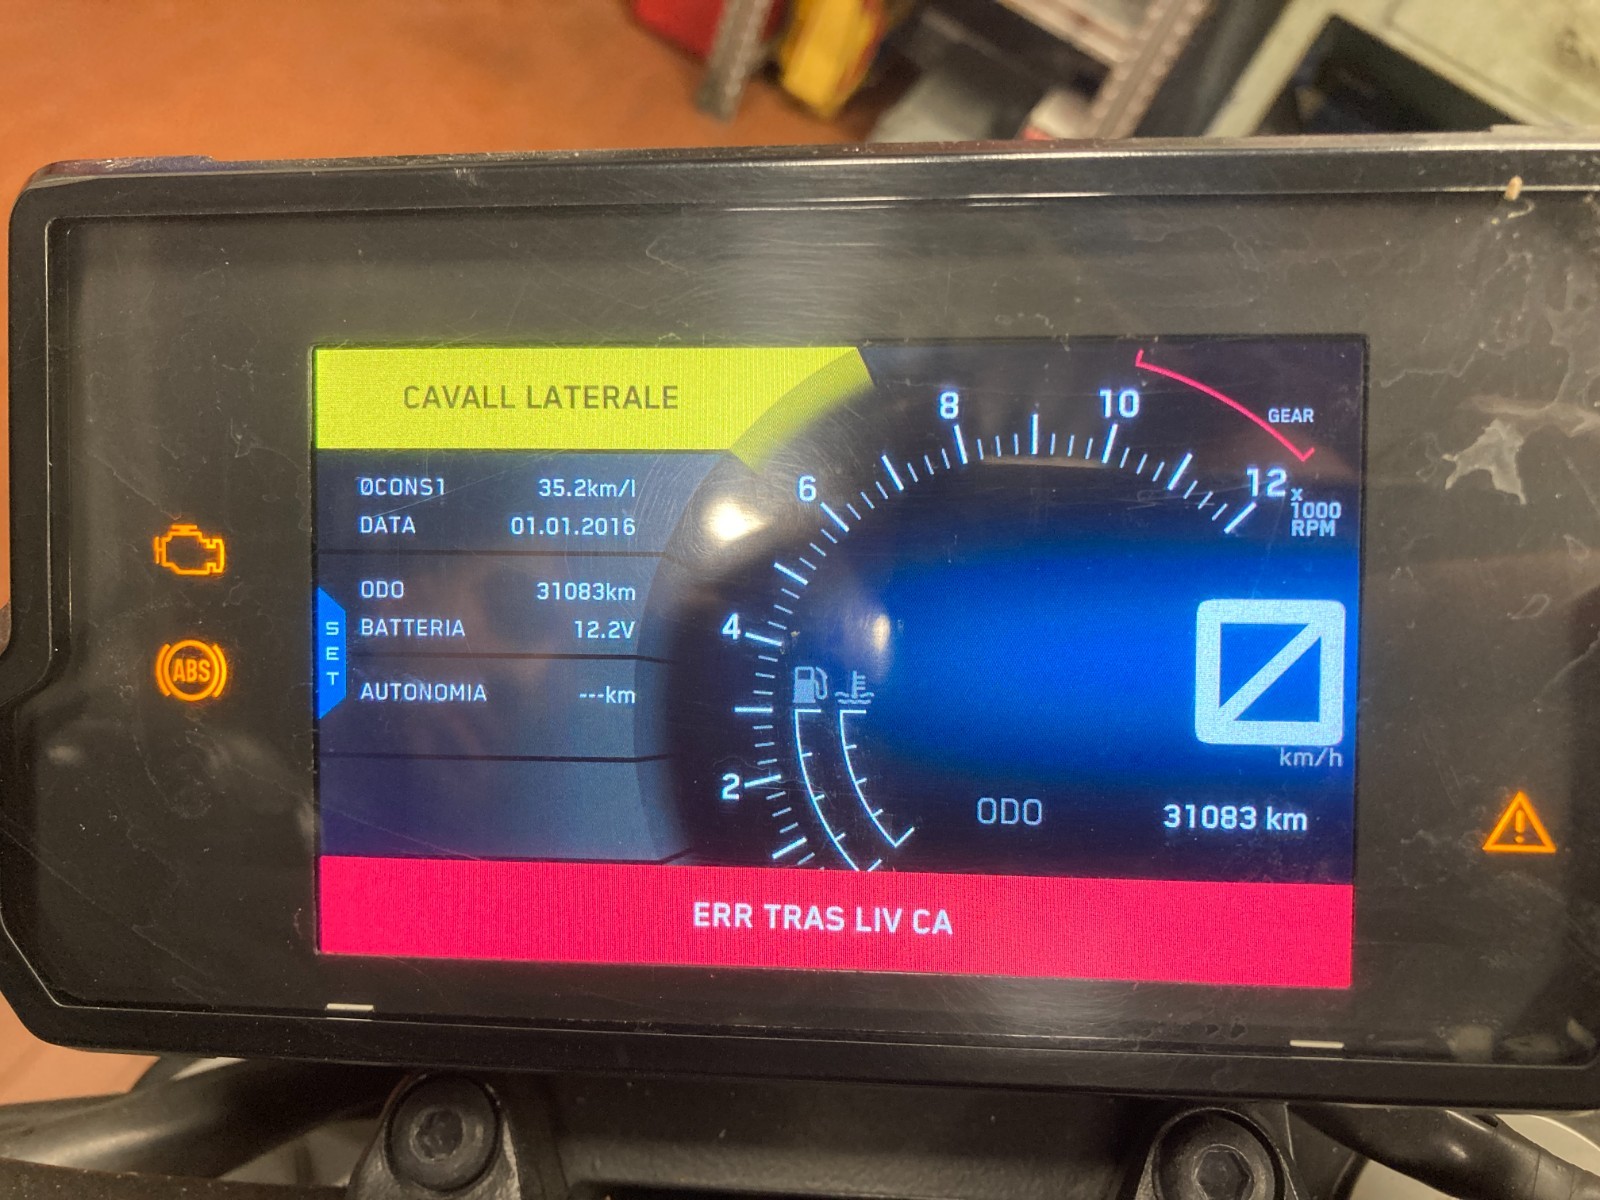 CAVALL LATERALE
ØCONS1 35.2km/l
DATA 01.01.2016
ODO 31083km
BATTERIA 12.2V
AUTONOMIA ---km
SET
ABS
2
4
6
8
10
12
x
1000
RPM
GEAR
0
km/h
ODO 31083 km
ERR TRAS LIV CA